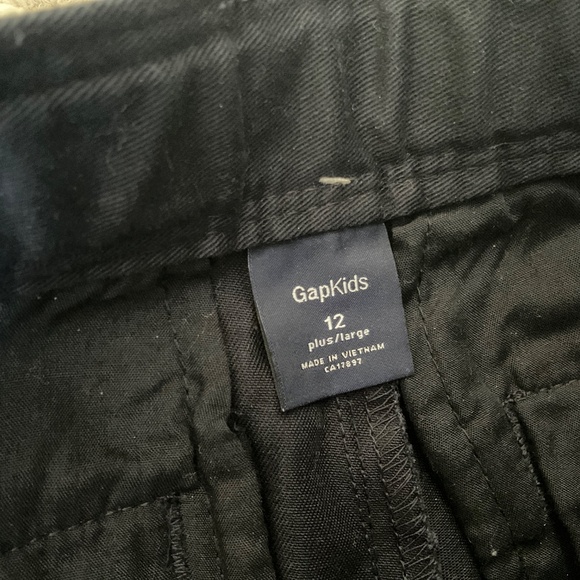 GapKids
12
plus/large
MADE IN VIETNAM
CA17897